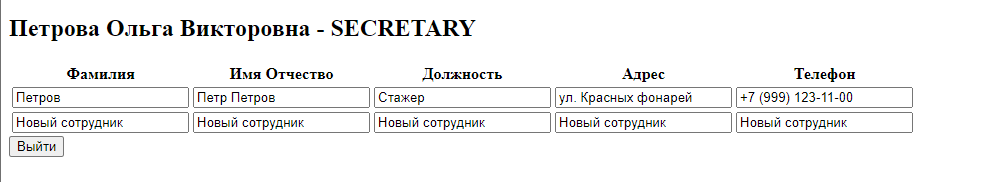 Петрова Ольга Викторовна - SECRETARY
Фамилия Имя Отчество Должность Адрес Телефон
Петров Петр Петров Стажер ул. Красных фонарей +7 (999) 123-11-00
Новый сотрудник Новый сотрудник Новый сотрудник Новый сотрудник Новый сотрудник
Выйти